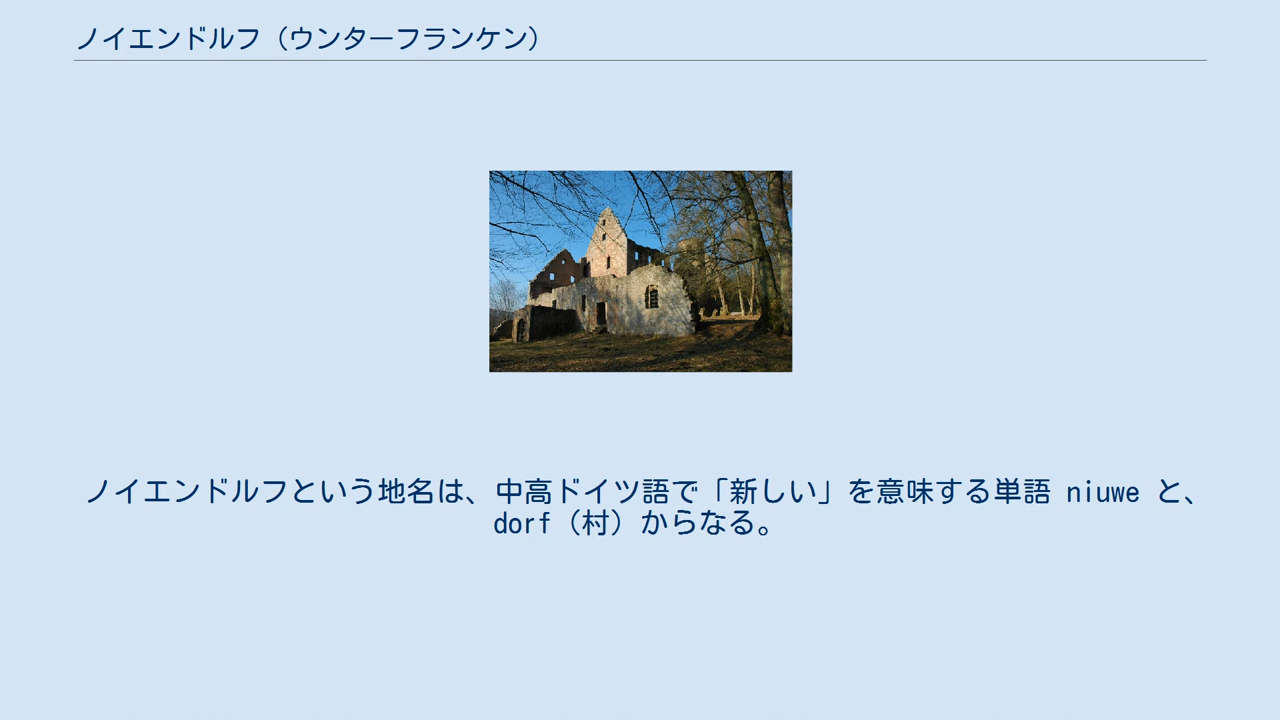 ノイエンドルフ（ウンターフランケン）
ノイエンドルフという地名は、中高ドイツ語で「新しい」を意味する単語 niuwe と、
dorf（村）からなる。